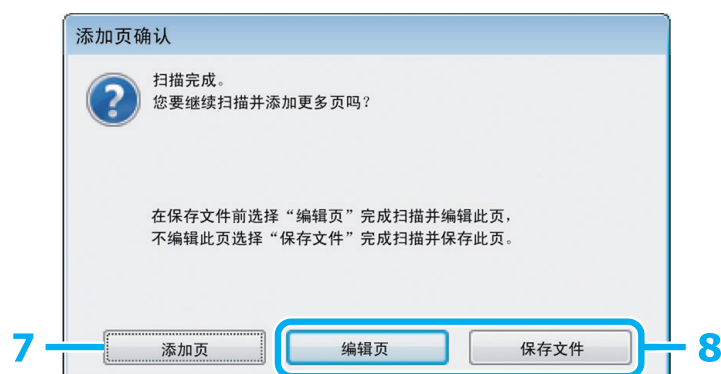 添加页确认
扫描完成。
您要继续扫描并添加更多页吗？
在保存文件前选择“编辑页”完成扫描并编辑此页，
不编辑此页选择“保存文件”完成扫描并保存此页。
7 添加页 编辑页 保存文件 8